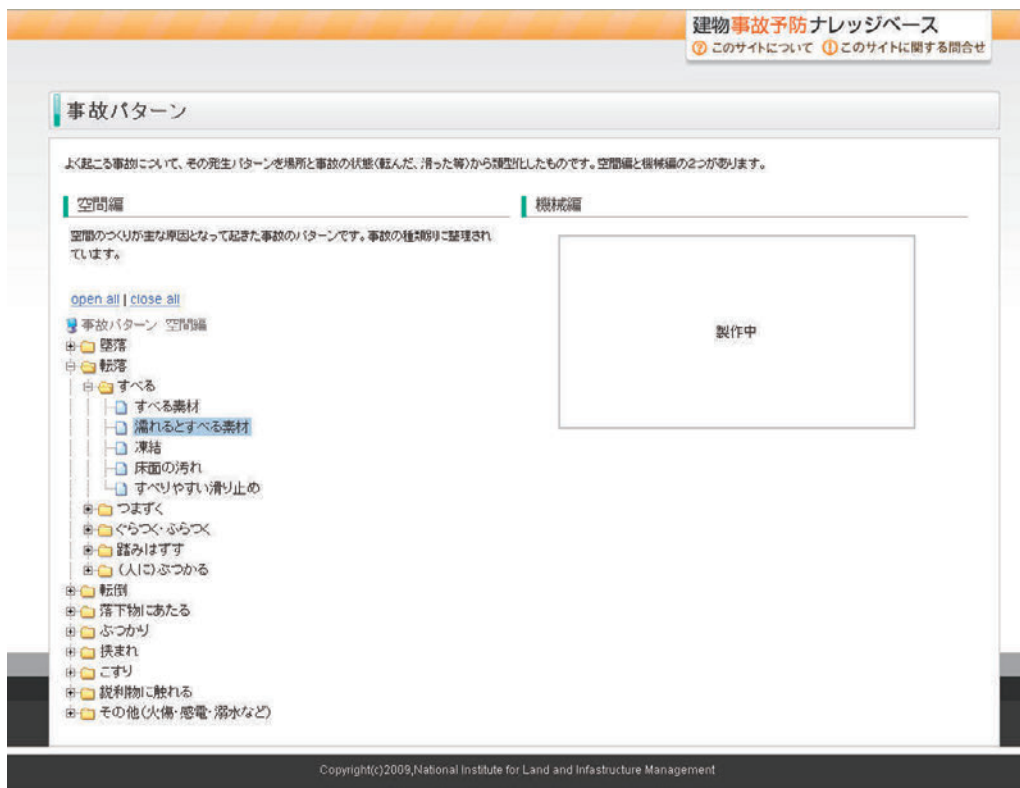 建物事故予防ナレッジベース
このサイトについて このサイトに関する問合せ
事故パターン
よく起こる事故について、その発生パターンを場所と事故の状態(転んだ、滑った等)から類型化したものです。空間編と機械編の2つがあります。
空間編
空間のつくりが主な原因となって起きた事故のパターンです。事故の種類別に整理され
ています。
open all | close all
事故パターン 空間編
墜落
転落
すべる
すべる素材
濡れるとすべる素材
凍結
床面の汚れ
すべりやすい滑り止め
つまずく
ぐらつく・ふらつく
踏みはずす
(人に)ぶつかる
転倒
落下物にあたる
ぶつかり
挟まれ
こすり
鋭利物に触れる
その他(火傷・感電・溺水など)
機械編
製作中
Copyright(c)2009,National Institute for Land and Infastructure Management